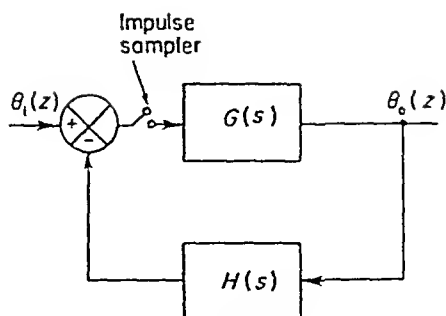 Impulse
sampler
θi(z)
+
-
G(s)
θo(z)
H(s)